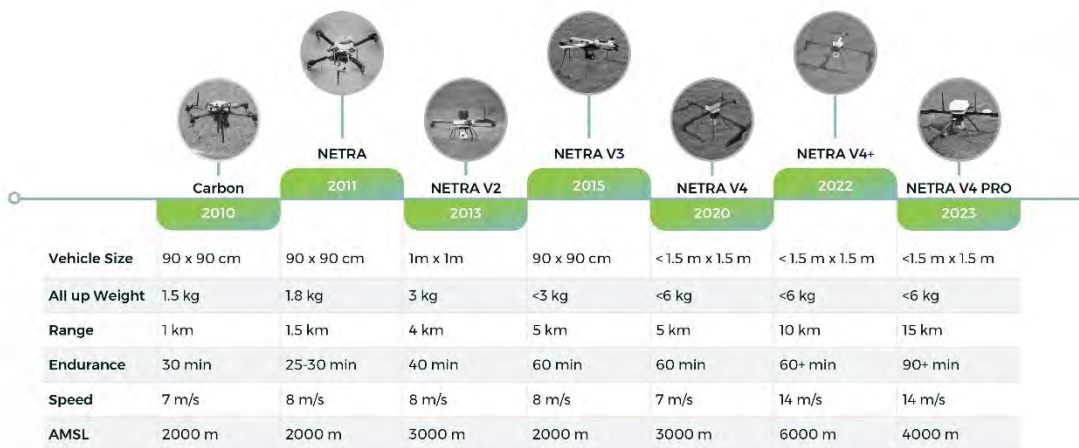 NETRA NETRA V3 NETRA V4+
Carbon 2011 NETRA V2 2015 NETRA V4 2022 NETRA V4 PRO
2010 2013 2020 2023
Vehicle Size 90 x 90 cm 90 x 90 cm 1m x 1m 90 x 90 cm <1.5 m x 1.5 m <1.5 m x 1.5 m <1.5 m x 1.5 m
All up Weight 1.5 kg 1.8 kg 3 kg <3 kg <6 kg <6 kg <6 kg
Range 1 km 1.5 km 4 km 5 km 5 km 10 km 15 km
Endurance 30 min 25-30 min 40 min 60 min 60 min 60+ min 90+ min
Speed 7 m/s 8 m/s 8 m/s 8 m/s 7 m/s 14 m/s 14 m/s
AMSL 2000 m 2000 m 3000 m 2000 m 3000 m 6000 m 4000 m